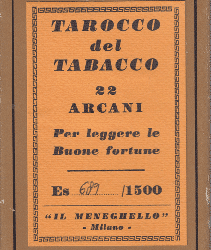 TAROCCO
del
TABACCO
22
ARCANI
Per leggere le
Buone fortune
Es 689 /1500
"IL MENEGHELLO"
- Milano -